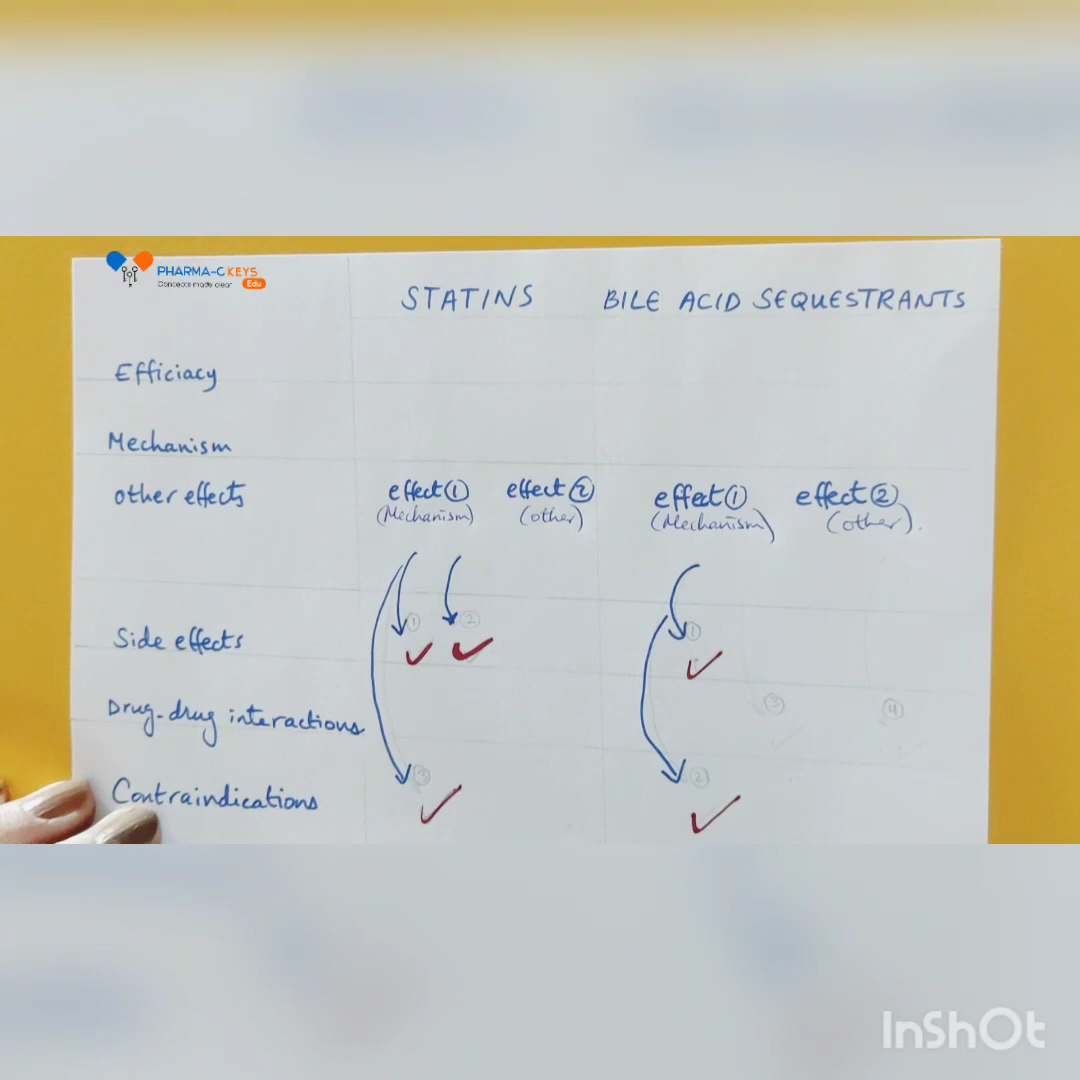 PHARMA-CKEYS
Concepts made clear Edu
STATINS BILE ACID SEQUESTRANTS
Efficiacy
Mechanism
other effects effect ① effect ② effect ① effect ②
(Mechanism) (other) (Mechanism) (other).
① ② ①
Side effects
③ ④
Drug-drug interactions
③ ②
Contraindications
InShOt